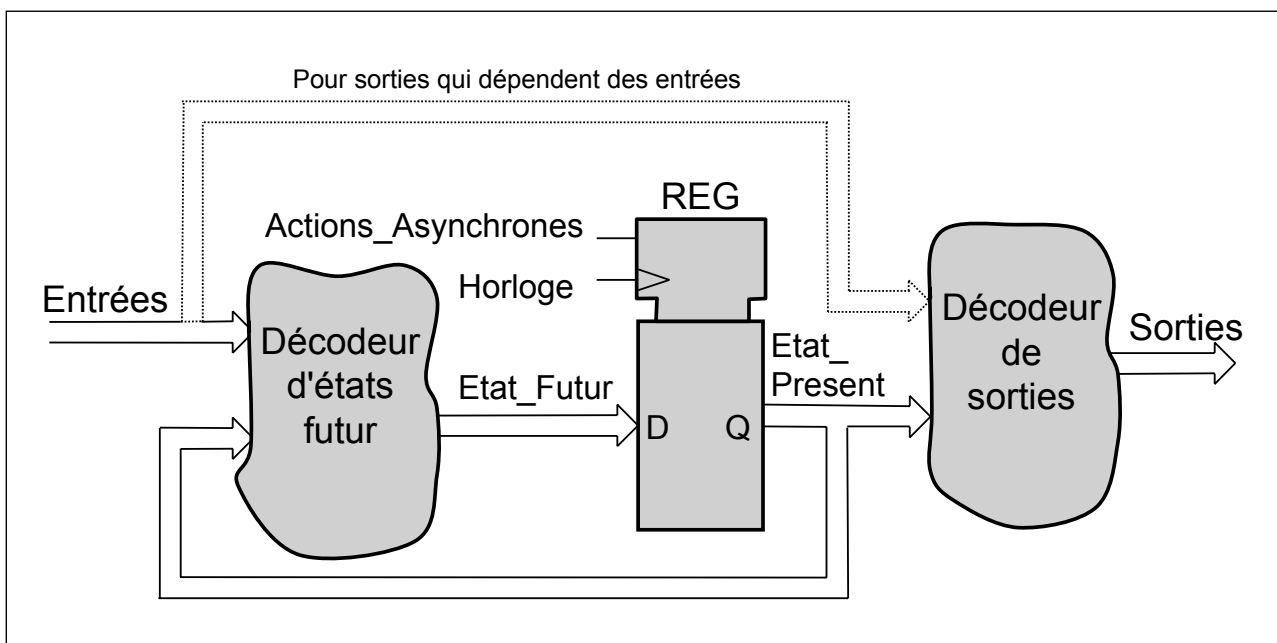 Pour sorties qui dépendent des entrées
REG
Actions_Asynchrones
Horloge
Entrées
Décodeur
d'états
futur
Etat_Futur
D
Q
Etat_
Present
Décodeur
de
sorties
Sorties